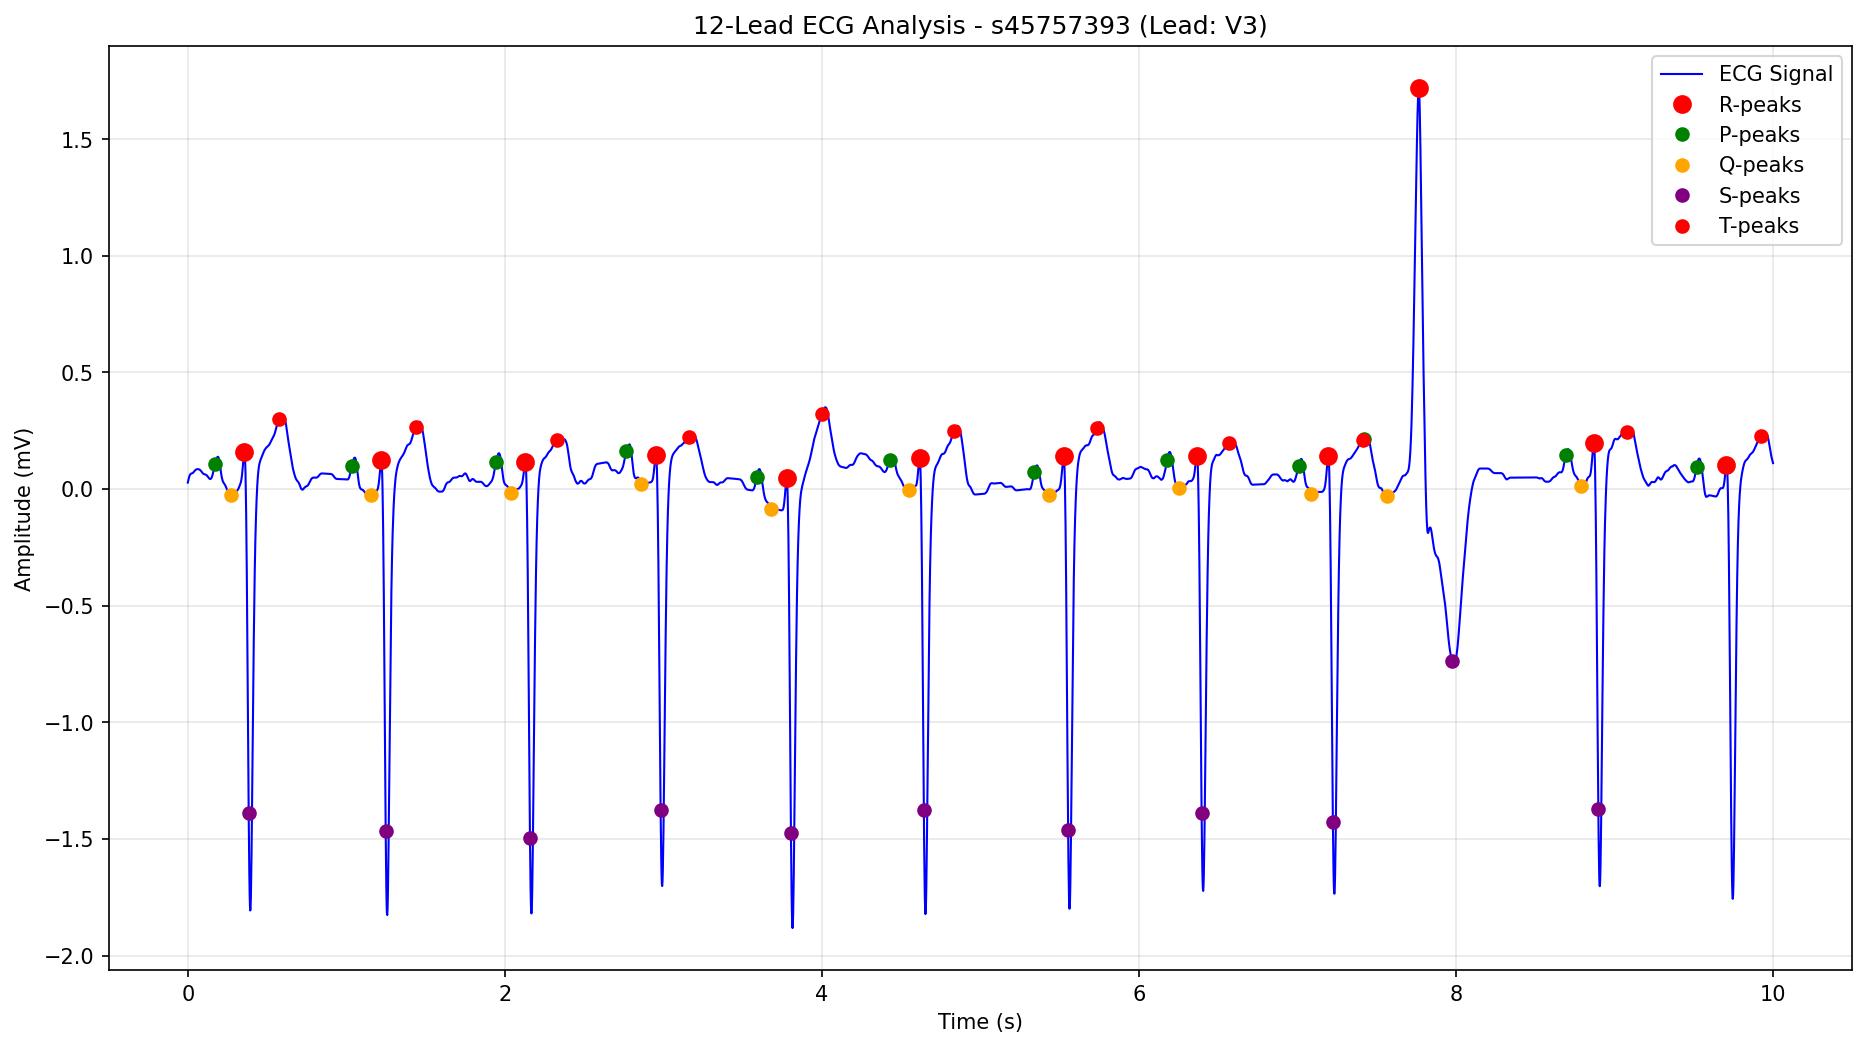 12-Lead ECG Analysis - s45757393 (Lead: V3)
ECG Signal
R-peaks
P-peaks
Q-peaks
S-peaks
T-peaks
Amplitude (mV)
1.5
1.0
0.5
0.0
−0.5
−1.0
−1.5
−2.0
0 2 4 6 8 10
Time (s)